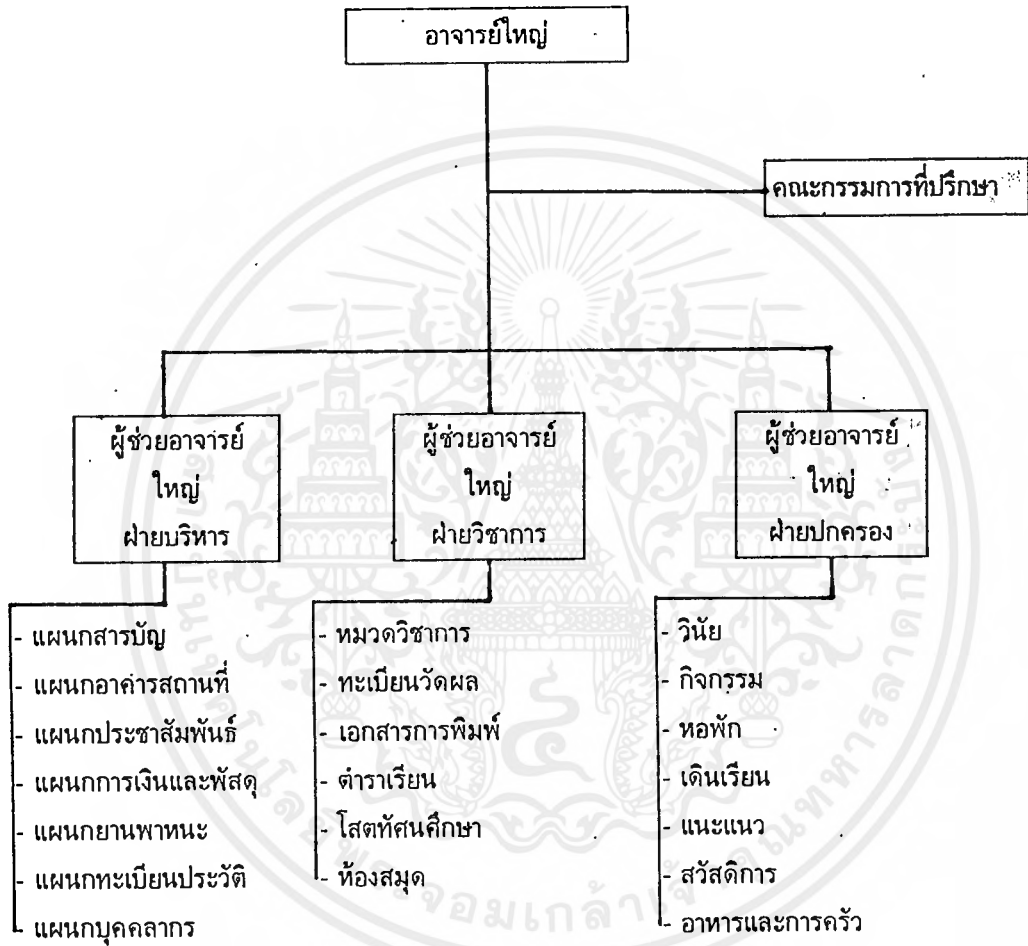 อาจารย์ใหญ่
คณะกรรมการที่ปรึกษา
ผู้ช่วยอาจารย์
ใหญ่
ฝ่ายบริหาร
- แผนกสารบัญ
- แผนกอาคารสถานที่
- แผนกประชาสัมพันธ์
- แผนกการเงินและพัสดุ
- แผนกยานพาหนะ
- แผนกทะเบียนประวัติ
- แผนกบุคคลากร
ผู้ช่วยอาจารย์
ใหญ่
ฝ่ายวิชาการ
- หมวดวิชาการ
- ทะเบียนวัดผล
- เอกสารการพิมพ์
- ตำราเรียน
- โสตทัศนศึกษา
- ห้องสมุด
ผู้ช่วยอาจารย์
ใหญ่
ฝ่ายปกครอง
- วินัย
- กิจกรรม
- หอพัก
- เดินเรียน
- แนะแนว
- สวัสดิการ
- อาหารและการครัว